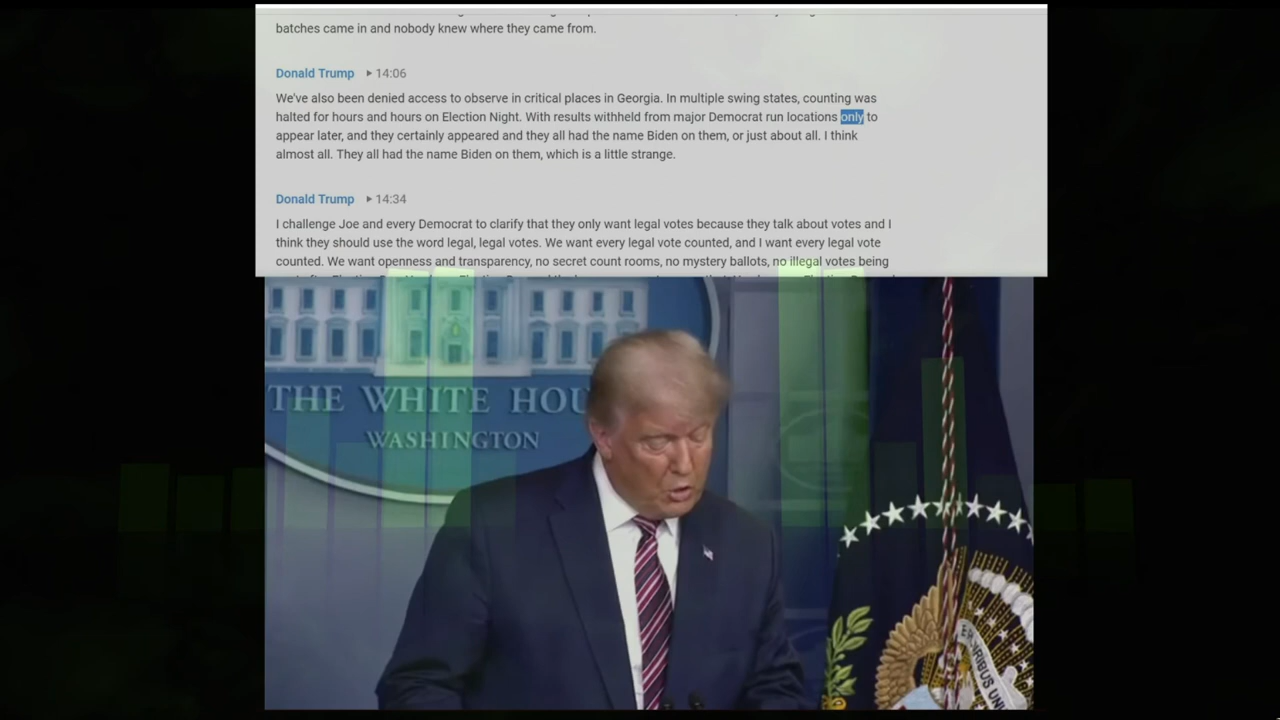 batches came in and nobody knew where they came from.
Donald Trump 14:06
We've also been denied access to observe in critical places in Georgia. In multiple swing states, counting was
halted for hours and hours on Election Night. With results withheld from major Democrat run locations only to
appear later, and they certainly appeared and they all had the name Biden on them, or just about all. I think
almost all. They all had the name Biden on them, which is a little strange.
Donald Trump 14:34
I challenge Joe and every Democrat to clarify that they only want legal votes because they talk about votes and I
think they should use the word legal, legal votes. We want every legal vote counted, and I want every legal vote
counted. We want openness and transparency, no secret count rooms, no mystery ballots, no illegal votes being
THE WHITE HOU
WASHINGTON